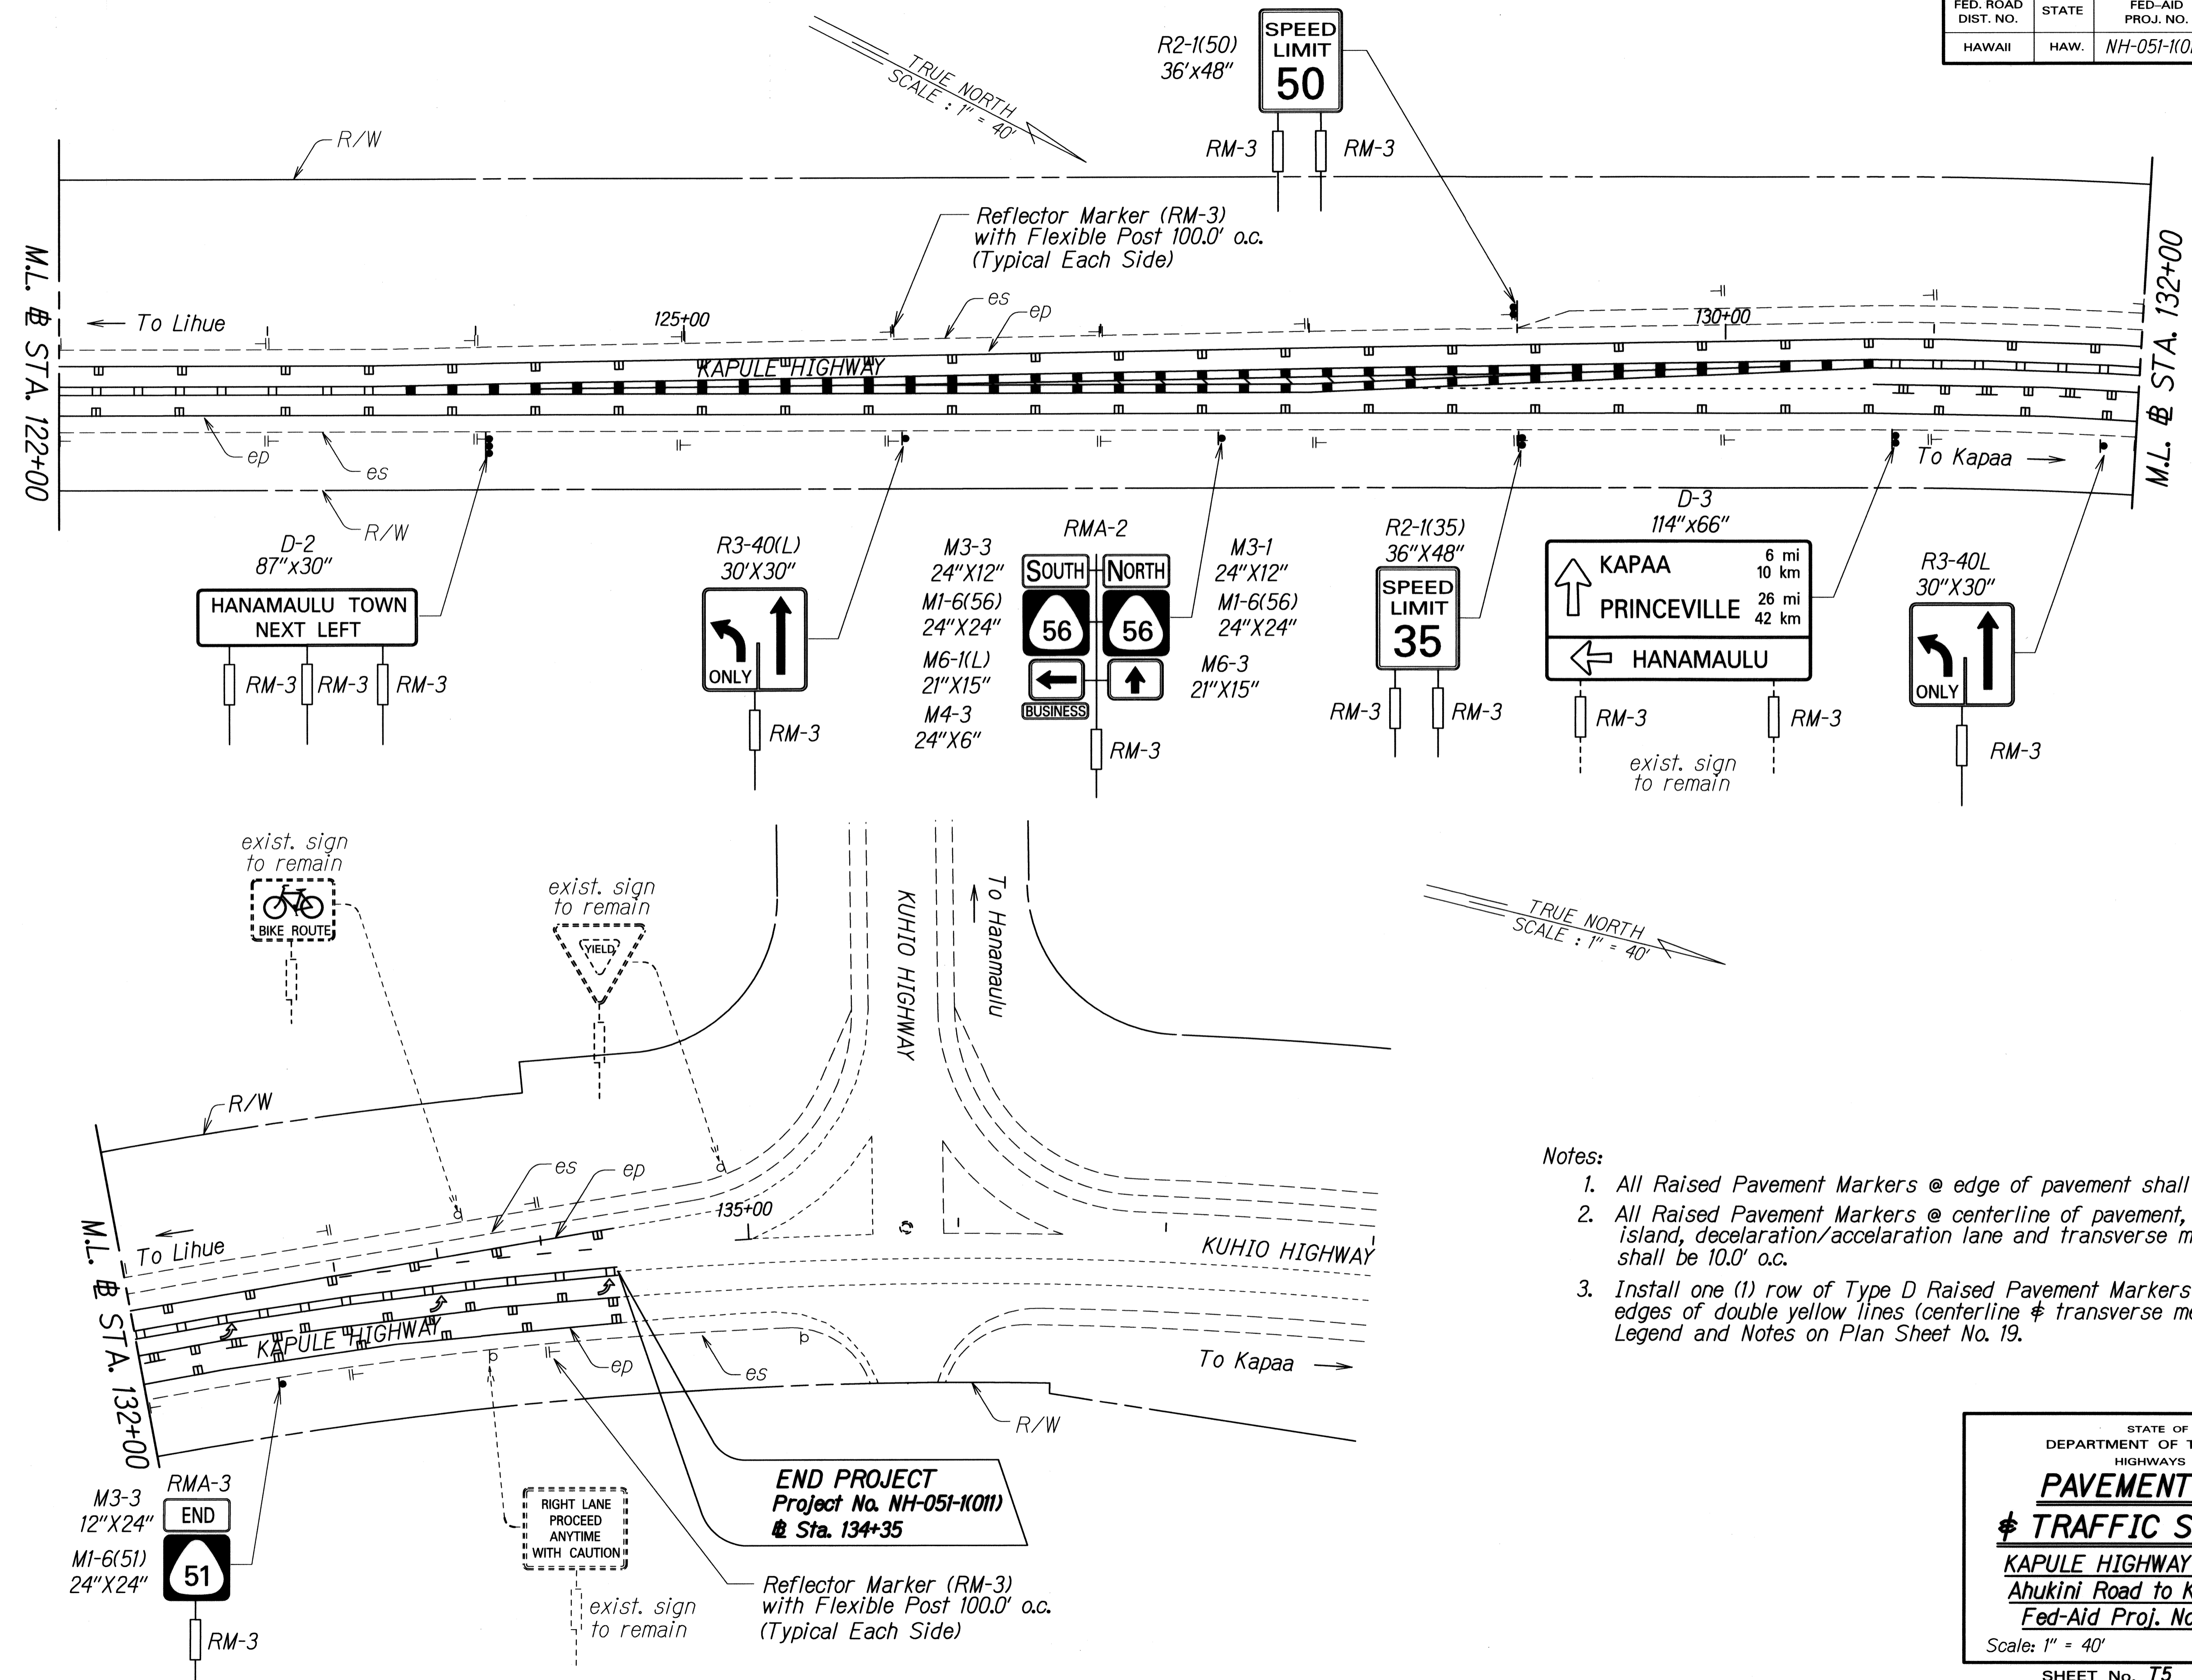 FED. ROAD
DIST. NO.
STATE
FED-AID
PROJ. NO.
HAWAII
HAW.
TRUE NORTH
SCALE : 1" = 40'
R2-1(50)
36'x48"
SPEED
LIMIT
50
RM-3
RM-3
R/W
Reflector Marker (RM-3)
with Flexible Post 100.0' o.c.
(Typical Each Side)
es
ep
M.L. ⅊ STA. 122+00
M.L. ⅊ STA. 132+00
To Lihue
125+00
130+00
KAPULE HIGHWAY
ep
es
R/W
To Kapaa
D-2
87"x30"
HANAMAULU TOWN
NEXT LEFT
RM-3
RM-3
RM-3
R3-40(L)
30'X30"
ONLY
RM-3
RMA-2
M3-3
24"X12"
M1-6(56)
24"X24"
M6-1(L)
21"X15"
M4-3
24"X6"
SOUTH
NORTH
56
56
BUSINESS
M3-1
24"X12"
M1-6(56)
24"X24"
M6-3
21"X15"
RM-3
R2-1(35)
36"X48"
SPEED
LIMIT
35
RM-3
RM-3
D-3
114"x66"
KAPAA
6 mi
10 km
PRINCEVILLE
26 mi
42 km
HANAMAULU
RM-3
RM-3
exist. sign
to remain
R3-40L
30"X30"
ONLY
RM-3
exist. sign
to remain
BIKE ROUTE
exist. sign
to remain
YIELD
KUHIO HIGHWAY
To Hanamaulu
TRUE NORTH
SCALE : 1" = 40'
R/W
es
ep
135+00
To Lihue
M.L. ⅊ STA. 132+00
KAPULE HIGHWAY
KUHIO HIGHWAY
To Kapaa
ep
es
R/W
RMA-3
M3-3
12"X24"
END
M1-6(51)
24"X24"
51
RM-3
RIGHT LANE
PROCEED
ANYTIME
WITH CAUTION
exist. sign
to remain
END PROJECT
Project No. NH-051-1(011)
⅊ Sta. 134+35
Reflector Marker (RM-3)
with Flexible Post 100.0' o.c.
(Typical Each Side)
Notes:
1. All Raised Pavement Markers @ edge of pavement shall
2. All Raised Pavement Markers @ centerline of pavement,
island, decelaration/accelaration lane and transverse
shall be 10.0' o.c.
3. Install one (1) row of Type D Raised Pavement Markers
edges of double yellow lines (centerline & transverse
Legend and Notes on Plan Sheet No. 19.
STATE OF
DEPARTMENT OF
HIGHWAYS
PAVEMENT
& TRAFFIC
KAPULE HIGHWAY
Ahukini Road to
Fed-Aid Proj.
Scale: 1" = 40'
SHEET No. T5